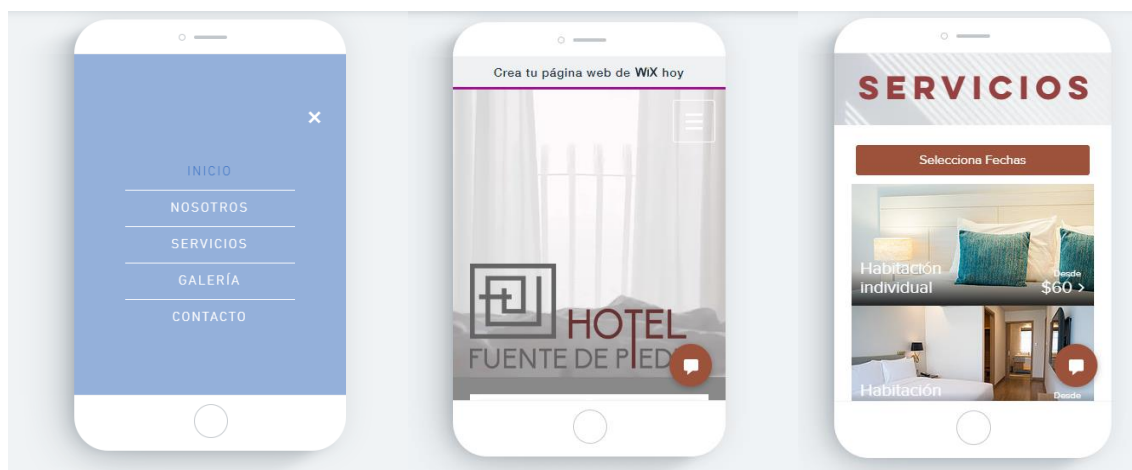 ×
INICIO
NOSOTROS
SERVICIOS
GALERÍA
CONTACTO
Crea tu página web de WiX hoy
HOTEL
FUENTE DE PIED
SERVICIOS
Selecciona Fechas
Habitación
individual
Desde
$60 >
Habitación
Desde